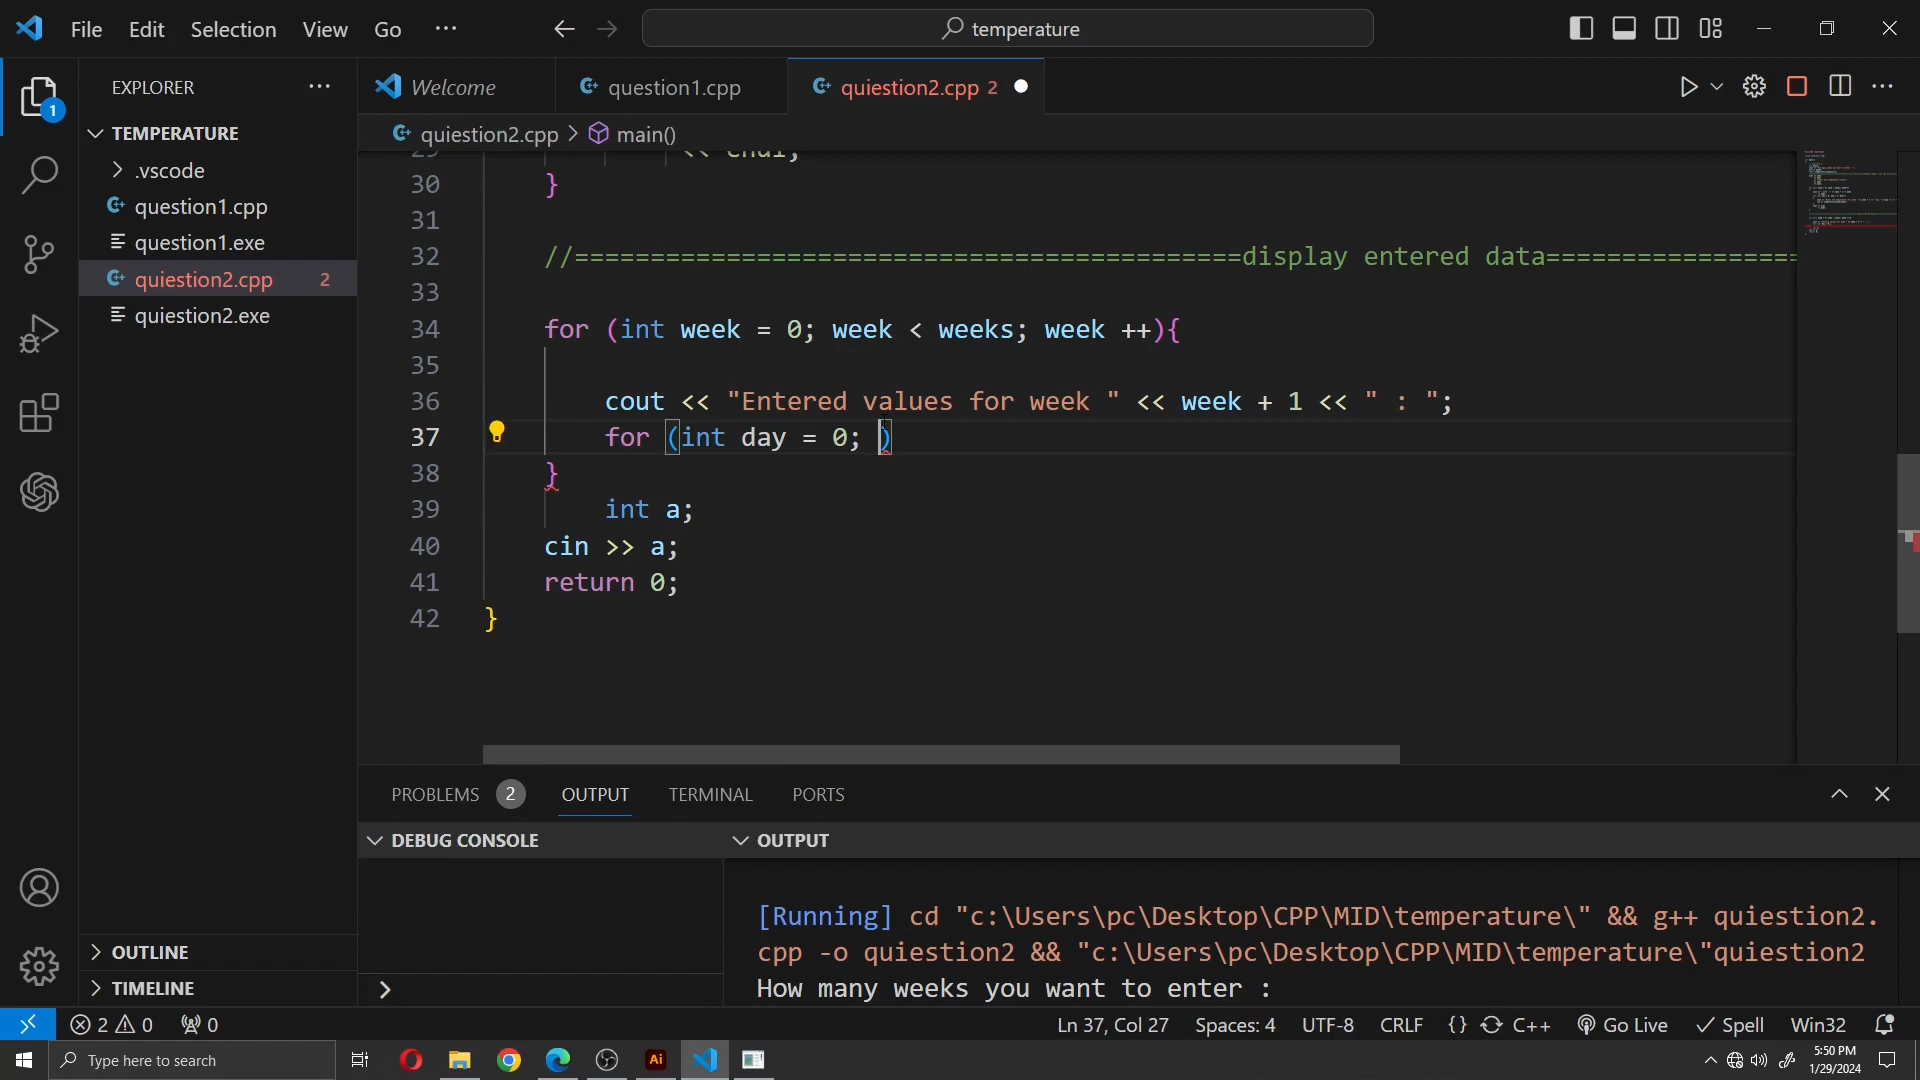 File Edit Selection View Go ... temperature
EXPLORER ...
TEMPERATURE
.vscode
question1.cpp
question1.exe
quiestion2.cpp 2
quiestion2.exe
OUTLINE
TIMELINE
1
Welcome question1.cpp quiestion2.cpp 2
quiestion2.cpp > main()
29 << endl;
30 }
31
32 //============================================display entered data=================
33
34 for (int week = 0; week < weeks; week ++){
35
36 cout << "Entered values for week " << week + 1 << " : ";
37 for (int day = 0; )
38 }
39 int a;
40 cin >> a;
41 return 0;
42 }
PROBLEMS 2 OUTPUT TERMINAL PORTS
DEBUG CONSOLE
>
OUTPUT
[Running] cd "c:\Users\pc\Desktop\CPP\MID\temperature\" && g++ quiestion2.
cpp -o quiestion2 && "c:\Users\pc\Desktop\CPP\MID\temperature\"quiestion2
How many weeks you want to enter :
2 0 0 Ln 37, Col 27 Spaces: 4 UTF-8 CRLF {} C++ Go Live Spell Win32
Type here to search Ai 5:50 PM
1/29/2024